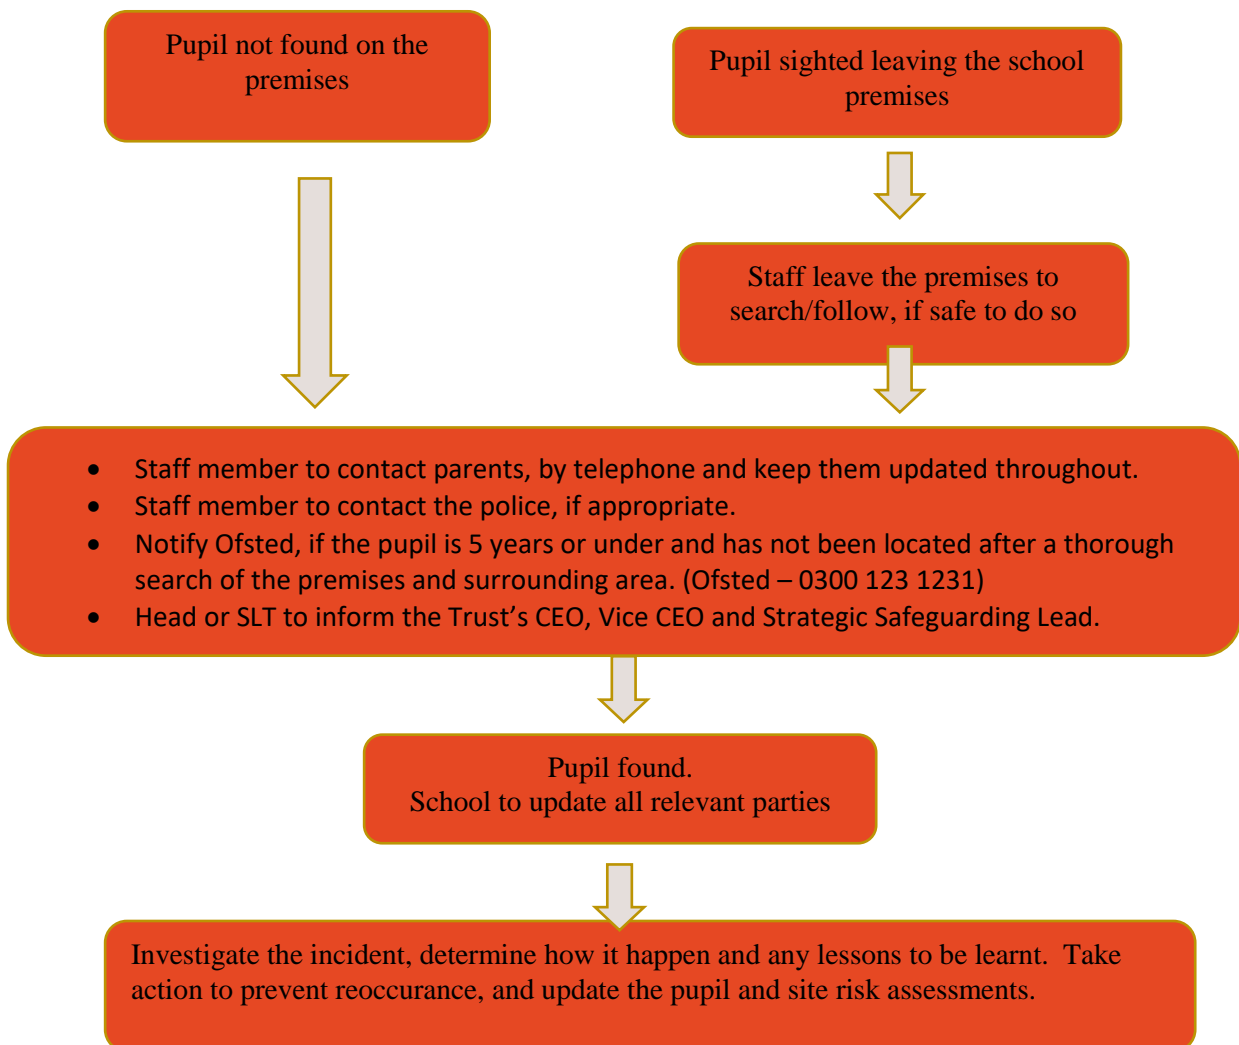 Pupil not found on the
premises
Pupil sighted leaving the school
premises
Staff leave the premises to
search/follow, if safe to do so
• Staff member to contact parents, by telephone and keep them updated throughout.
• Staff member to contact the police, if appropriate.
• Notify Ofsted, if the pupil is 5 years or under and has not been located after a thorough
search of the premises and surrounding area. (Ofsted – 0300 123 1231)
• Head or SLT to inform the Trust’s CEO, Vice CEO and Strategic Safeguarding Lead.
Pupil found.
School to update all relevant parties
Investigate the incident, determine how it happen and any lessons to be learnt.  Take
action to prevent reoccurance, and update the pupil and site risk assessments.